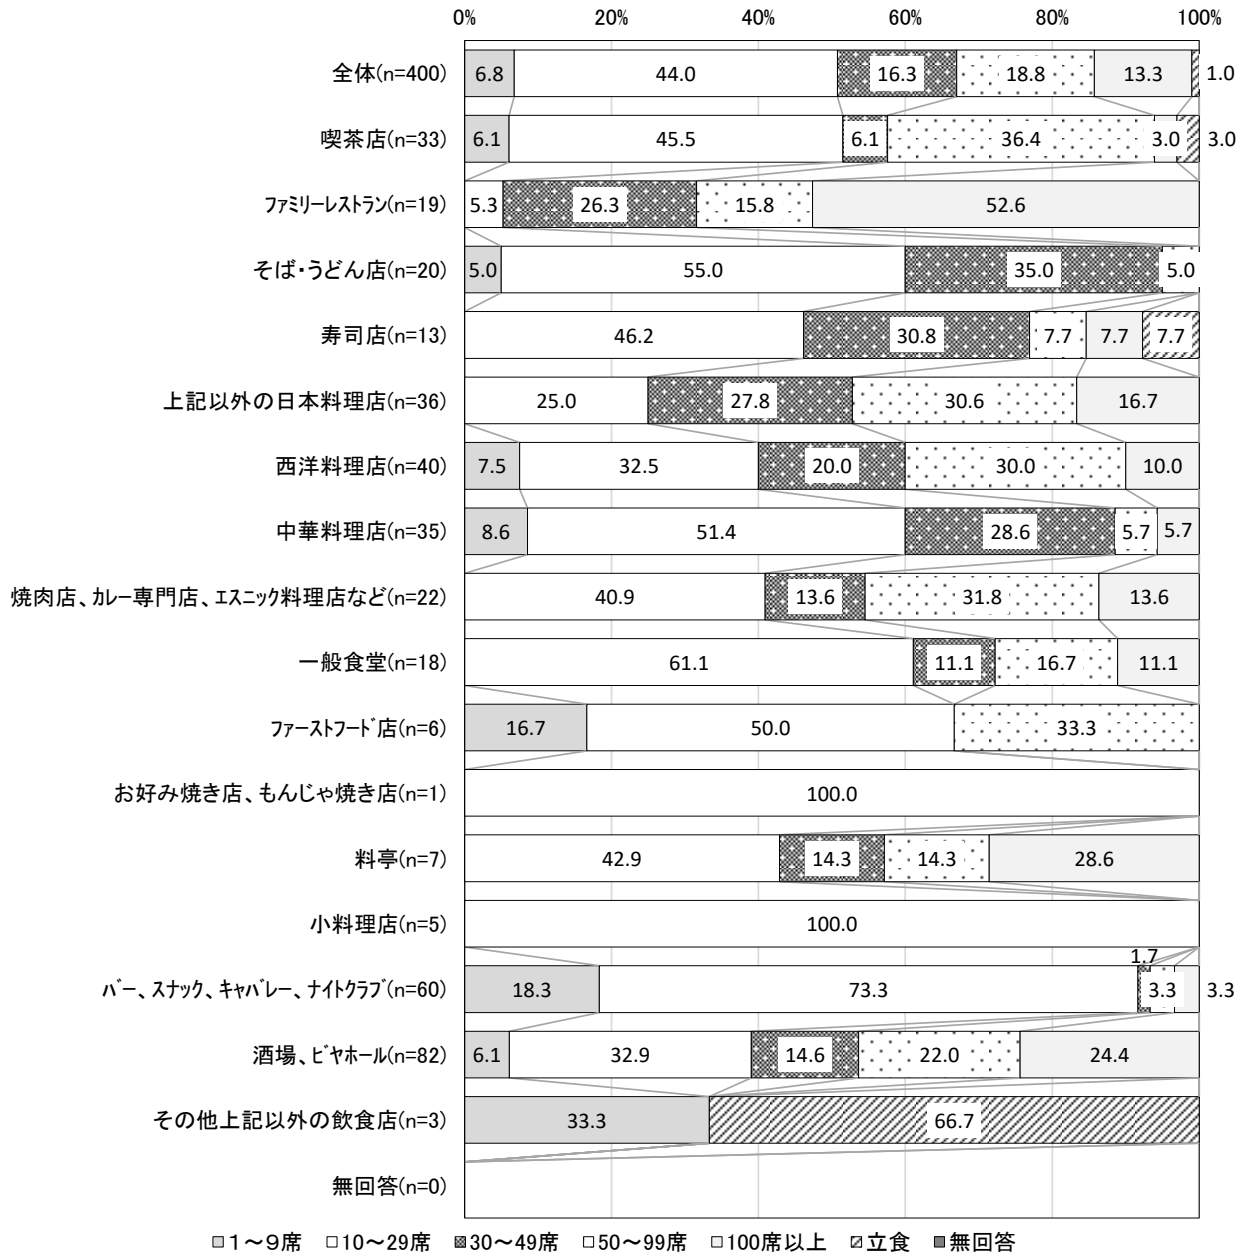 0% 20% 40% 60% 80% 100%
全体(n=400) 6.8 44.0 16.3 18.8 13.3 1.0
喫茶店(n=33) 6.1 45.5 6.1 36.4 3.0 3.0
ﾌｧﾐﾘｰﾚｽﾄﾗﾝ(n=19) 5.3 26.3 15.8 52.6
そば・うどん店(n=20) 5.0 55.0 35.0 5.0
寿司店(n=13) 46.2 30.8 7.7 7.7 7.7
上記以外の日本料理店(n=36) 25.0 27.8 30.6 16.7
西洋料理店(n=40) 7.5 32.5 20.0 30.0 10.0
中華料理店(n=35) 8.6 51.4 28.6 5.7 5.7
焼肉店、ｶﾚｰ専門店、ｴｽﾆｯｸ料理店など(n=22) 40.9 13.6 31.8 13.6
一般食堂(n=18) 61.1 11.1 16.7 11.1
ﾌｧｰｽﾄﾌｰﾄﾞ店(n=6) 16.7 50.0 33.3
お好み焼き店、もんじゃ焼き店(n=1) 100.0
料亭(n=7) 42.9 14.3 14.3 28.6
小料理店(n=5) 100.0
ﾊﾞｰ、ｽﾅｯｸ、ｷｬﾊﾞﾚｰ、ﾅｲﾄｸﾗﾌﾞ(n=60) 18.3 73.3 1.7 3.3 3.3
酒場、ﾋﾞﾔﾎｰﾙ(n=82) 6.1 32.9 14.6 22.0 24.4
その他上記以外の飲食店(n=3) 33.3 66.7
無回答(n=0)
１～９席 10～29席 30～49席 50～99席 100席以上 立食 無回答